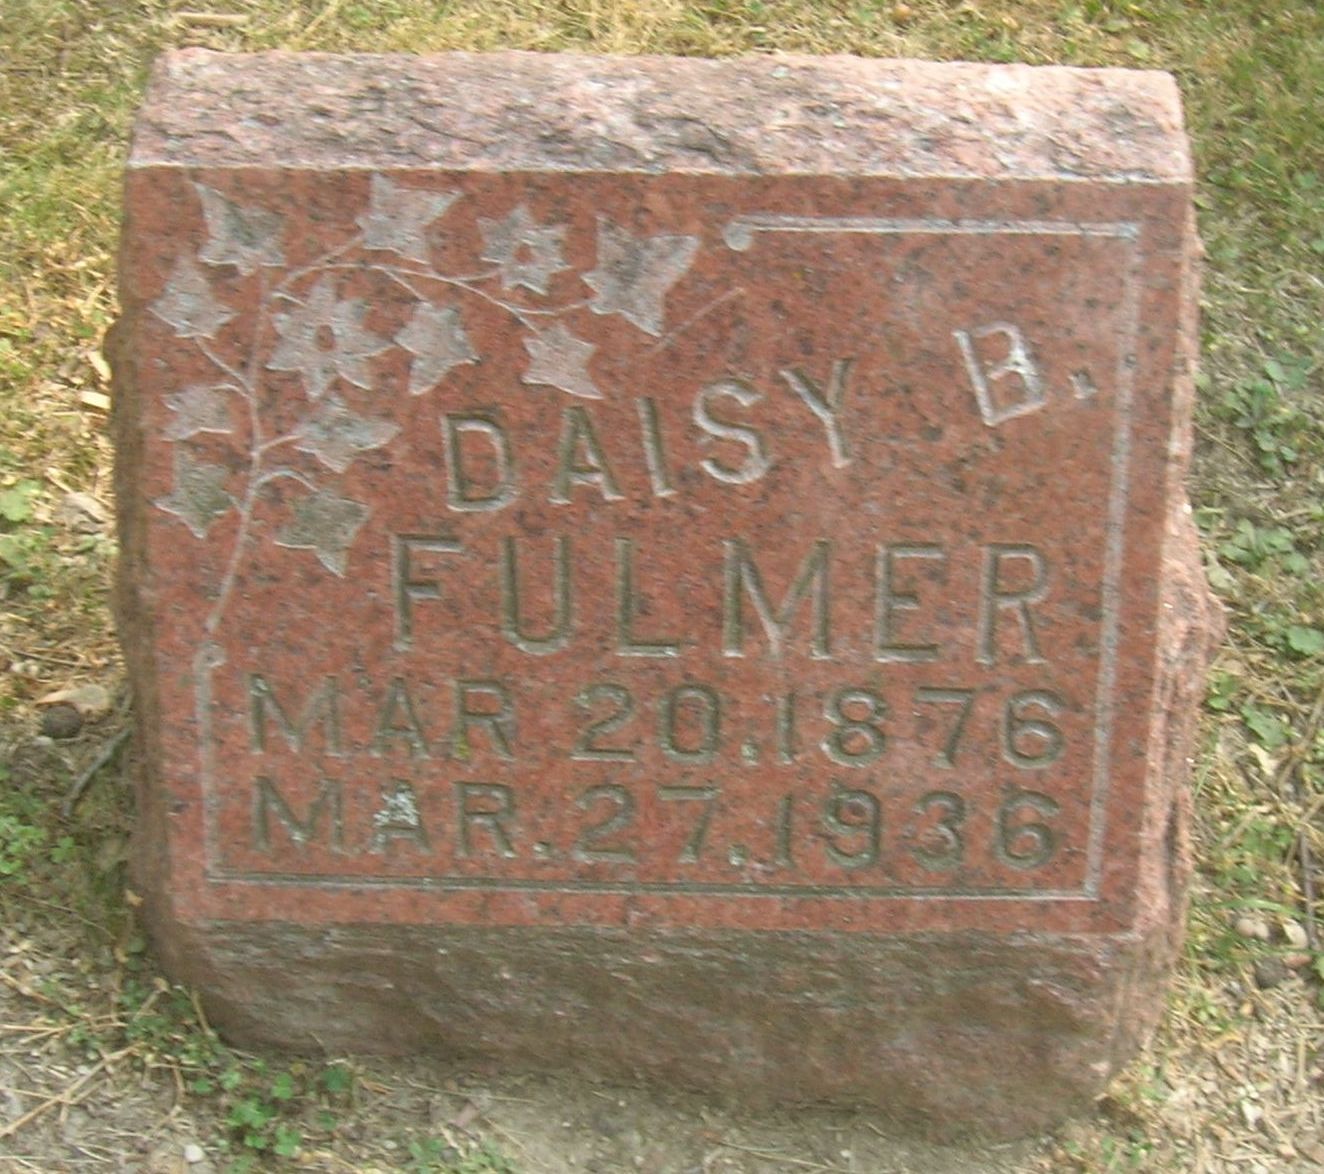 DAISY B.
FULMER
MAR 20.1876
MAR.27.1936